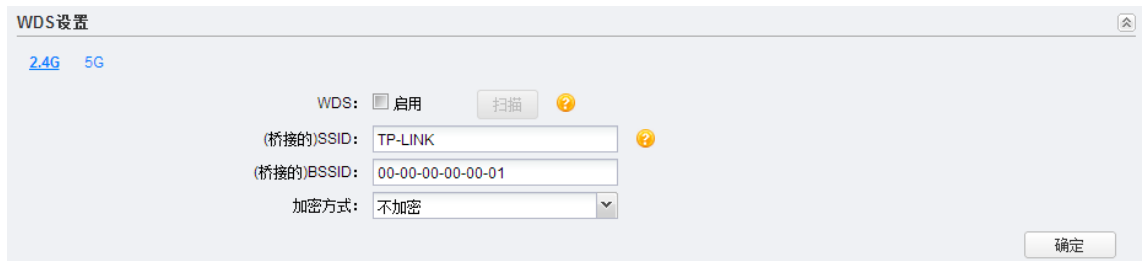 WDS设置
2.4G 5G
WDS: 启用 扫描 ?
(桥接的)SSID: TP-LINK ?
(桥接的)BSSID: 00-00-00-00-00-01
加密方式: 不加密
确定